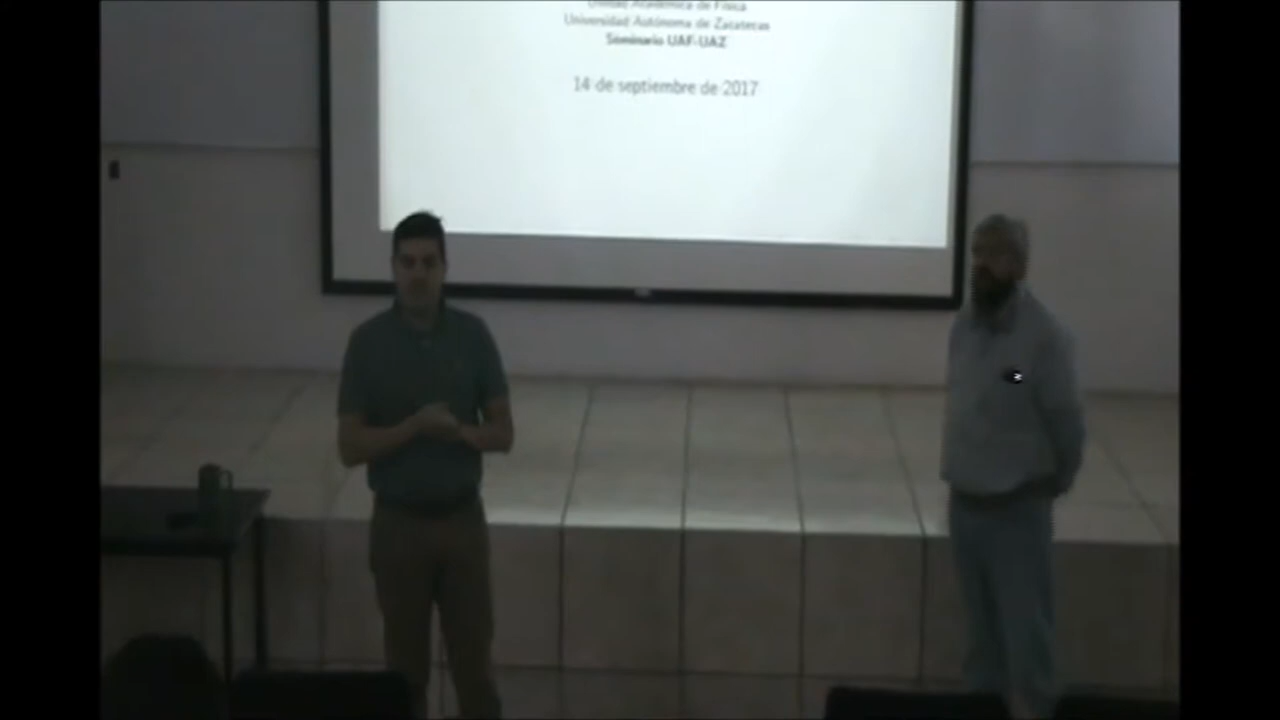 Unidad Académica de Física
Universidad Autónoma de Zacatecas
Seminario UAF-UAZ
14 de septiembre de 2017